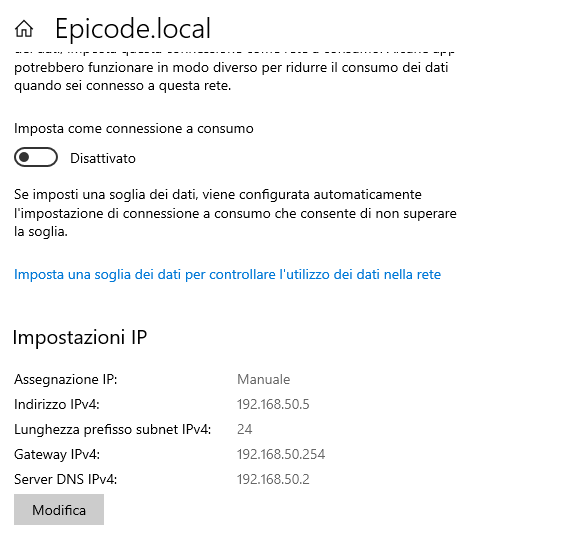 Epicode.local
potrebbero funzionare in modo diverso per ridurre il consumo dei dati
quando sei connesso a questa rete.
Imposta come connessione a consumo
Disattivato
Se imposti una soglia dei dati, viene configurata automaticamente
l'impostazione di connessione a consumo che consente di non superare
la soglia.
Imposta una soglia dei dati per controllare l'utilizzo dei dati nella rete
Impostazioni IP
Assegnazione IP: Manuale
Indirizzo IPv4: 192.168.50.5
Lunghezza prefisso subnet IPv4: 24
Gateway IPv4: 192.168.50.254
Server DNS IPv4: 192.168.50.2
Modifica